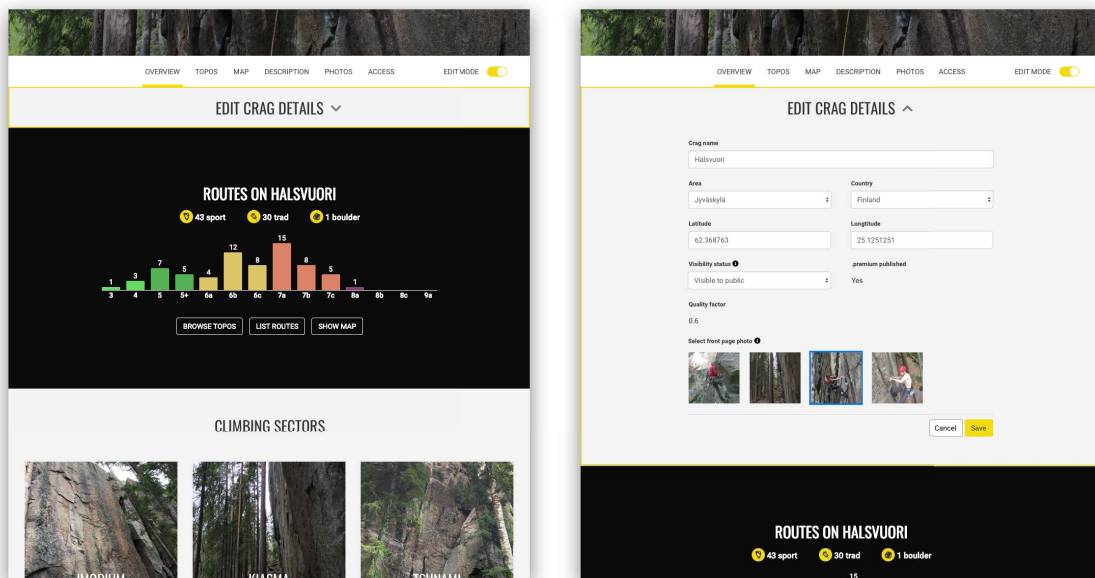 OVERVIEW TOPOS MAP DESCRIPTION PHOTOS ACCESS EDIT MODE
EDIT CRAG DETAILS
ROUTES ON HALSVUORI
43 sport 30 trad 1 boulder
1 3 7 5 4 12 8 15 8 5 1
3 4 5 5+ 6a 6b 6c 7a 7b 7c 8a 8b 8c 9a
BROWSE TOPOS LIST ROUTES SHOW MAP
CLIMBING SECTORS
IMODIUM KIASMA TSUNAMI
OVERVIEW TOPOS MAP DESCRIPTION PHOTOS ACCESS EDIT MODE
EDIT CRAG DETAILS
Crag name
Halsvuori
Area Country
Jyväskylä Finland
Latitude Longtitude
62.368763 25.1251251
Visibility status .premium published
Visible to public Yes
Quality factor
0.6
Select front page photo
Cancel Save
ROUTES ON HALSVUORI
43 sport 30 trad 1 boulder
15